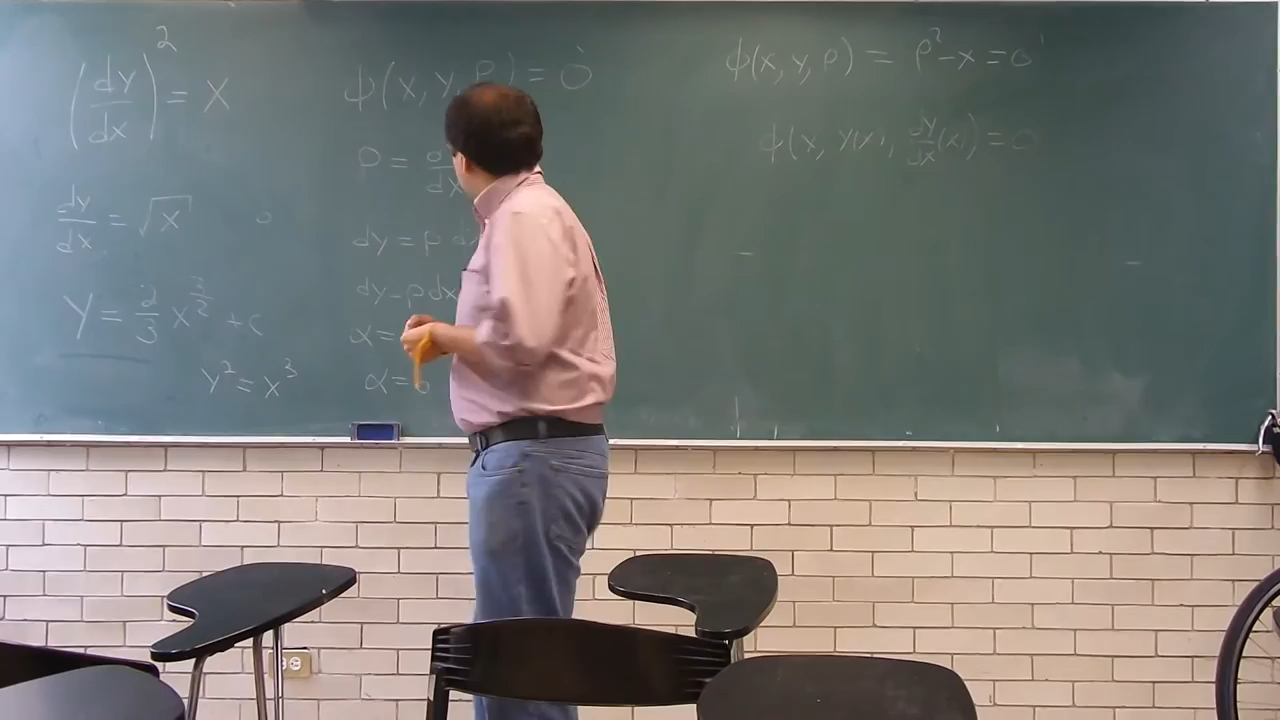 (dy/dx)² = x
dy/dx = √x
y = 2/3 x^(3/2) + c
y² = x³
ψ(x, y, p) = 0
p =
dy = p
dy - p dx
α =
α =
ϕ(x, y, p) = p² - x = 0
ϕ(x, y(x), dy/dx(x)) = 0